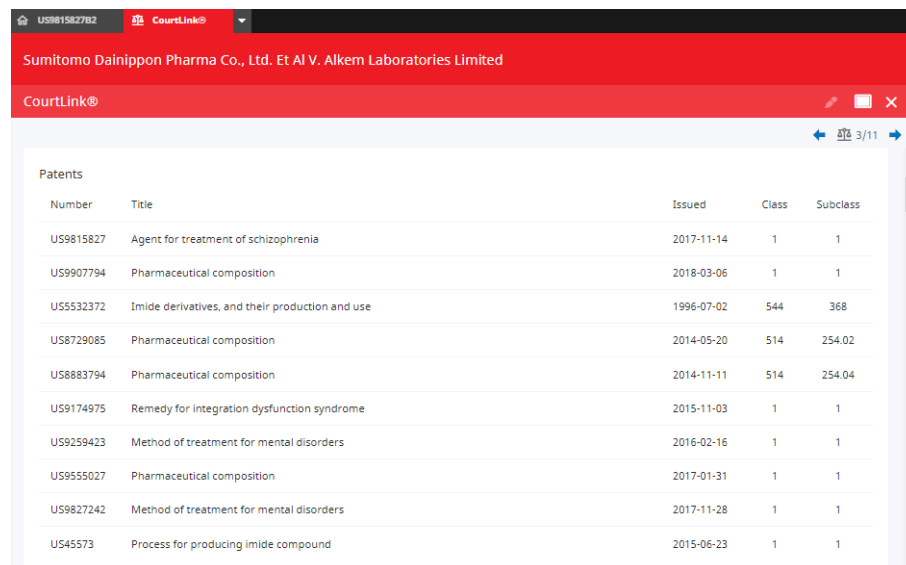 US9815827B2 CourtLink®
Sumitomo Dainippon Pharma Co., Ltd. Et Al V. Alkem Laboratories Limited
CourtLink®
3/11
Patents
Number Title Issued Class Subclass
US9815827 Agent for treatment of schizophrenia 2017-11-14 1 1
US9907794 Pharmaceutical composition 2018-03-06 1 1
US5532372 Imide derivatives, and their production and use 1996-07-02 544 368
US8729085 Pharmaceutical composition 2014-05-20 514 254.02
US8883794 Pharmaceutical composition 2014-11-11 514 254.04
US9174975 Remedy for integration dysfunction syndrome 2015-11-03 1 1
US9259423 Method of treatment for mental disorders 2016-02-16 1 1
US9555027 Pharmaceutical composition 2017-01-31 1 1
US9827242 Method of treatment for mental disorders 2017-11-28 1 1
US45573 Process for producing imide compound 2015-06-23 1 1